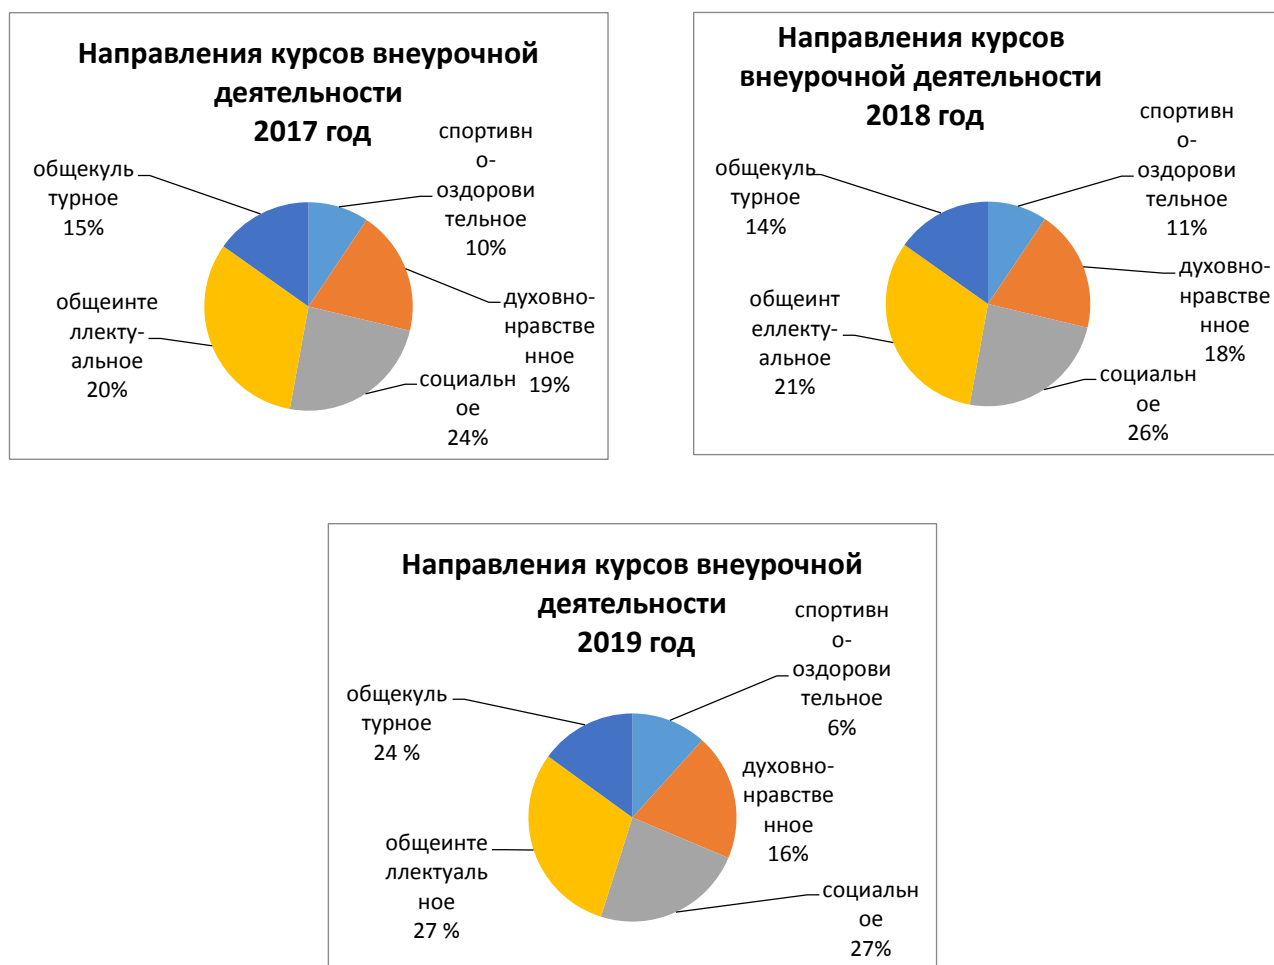 Направления курсов внеурочной
деятельности
2017 год
спортивн
о-
оздорови
тельное
10%
духовно-
нравстве
нное
19%
социальн
ое
24%
общеинте
ллекту-
альное
20%
общекуль
турное
15%
Направления курсов
внеурочной деятельности
2018 год
спортивн
о-
оздорови
тельное
11%
духовно-
нравстве
нное
18%
социальн
ое
26%
общеинт
еллекту-
альное
21%
общекуль
турное
14%
Направления курсов внеурочной
деятельности
2019 год
спортивн
о-
оздорови
тельное
6%
духовно-
нравстве
нное
16%
социальн
ое
27%
общеинте
ллектуаль
ное
27 %
общекуль
турное
24 %